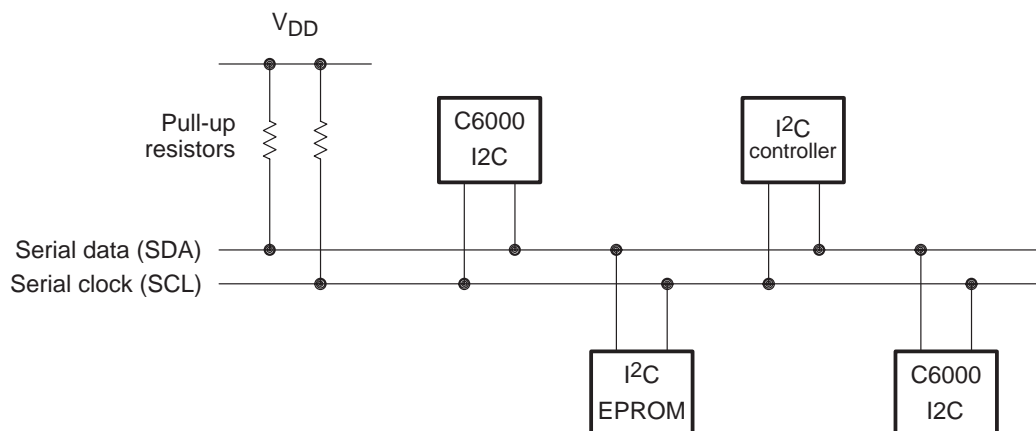 VDD
Pull-up
resistors
C6000
I2C
I2C
controller
Serial data (SDA)
Serial clock (SCL)
I2C
EPROM
C6000
I2C